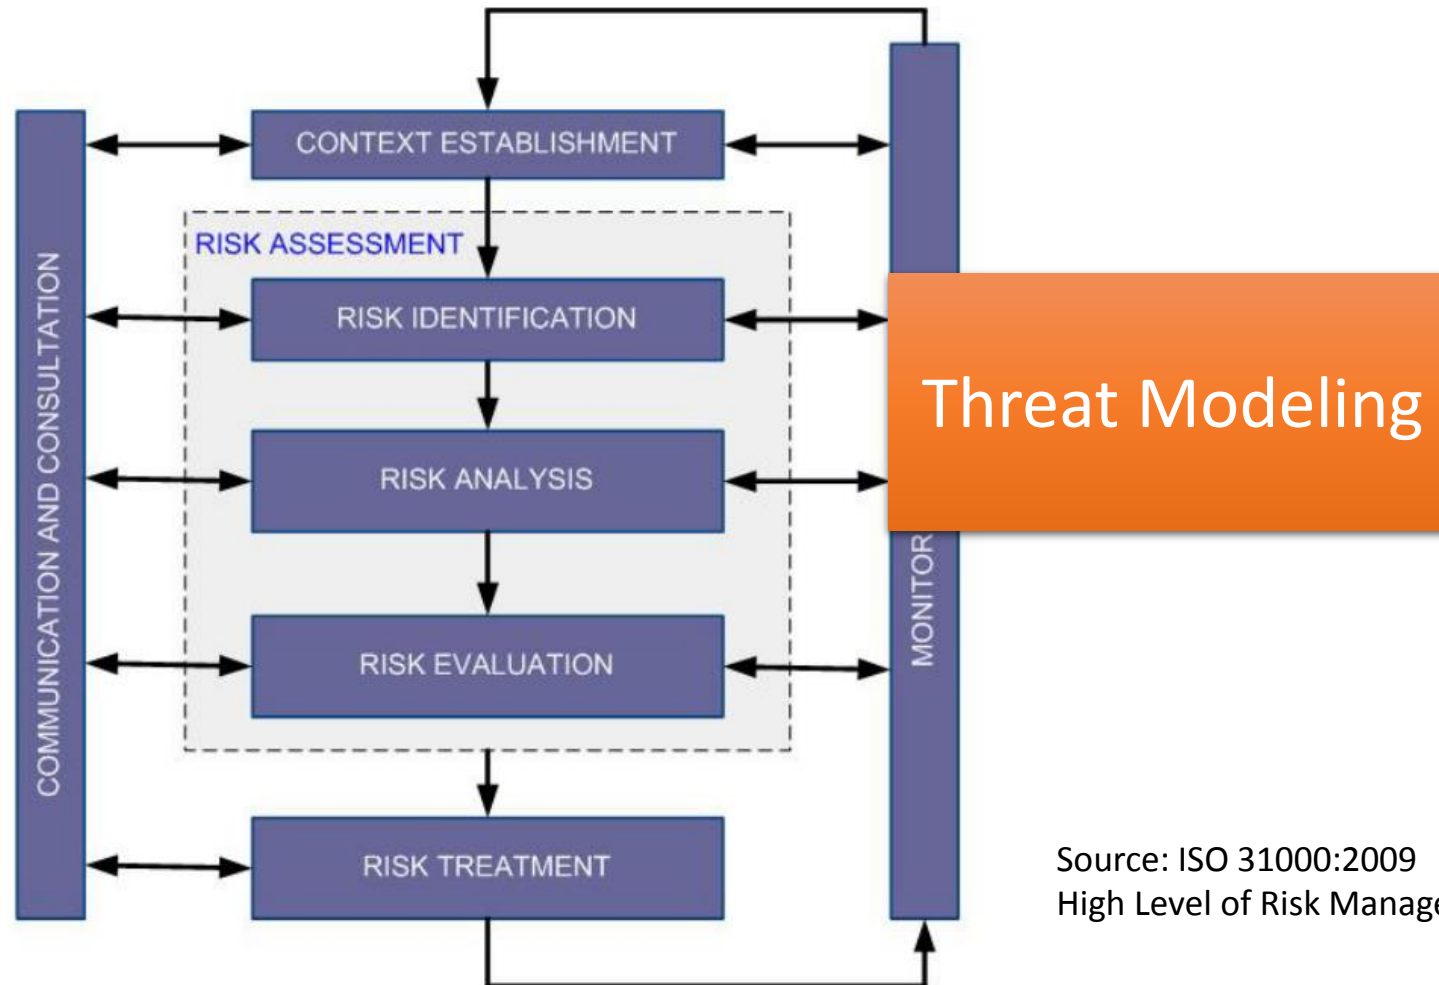 CONTEXT ESTABLISHMENT
RISK ASSESSMENT
RISK IDENTIFICATION
RISK ANALYSIS
RISK EVALUATION
RISK TREATMENT
COMMUNICATION AND CONSULTATION
MONITOR
Threat Modeling
Source: ISO 31000:2009
High Level of Risk Manage